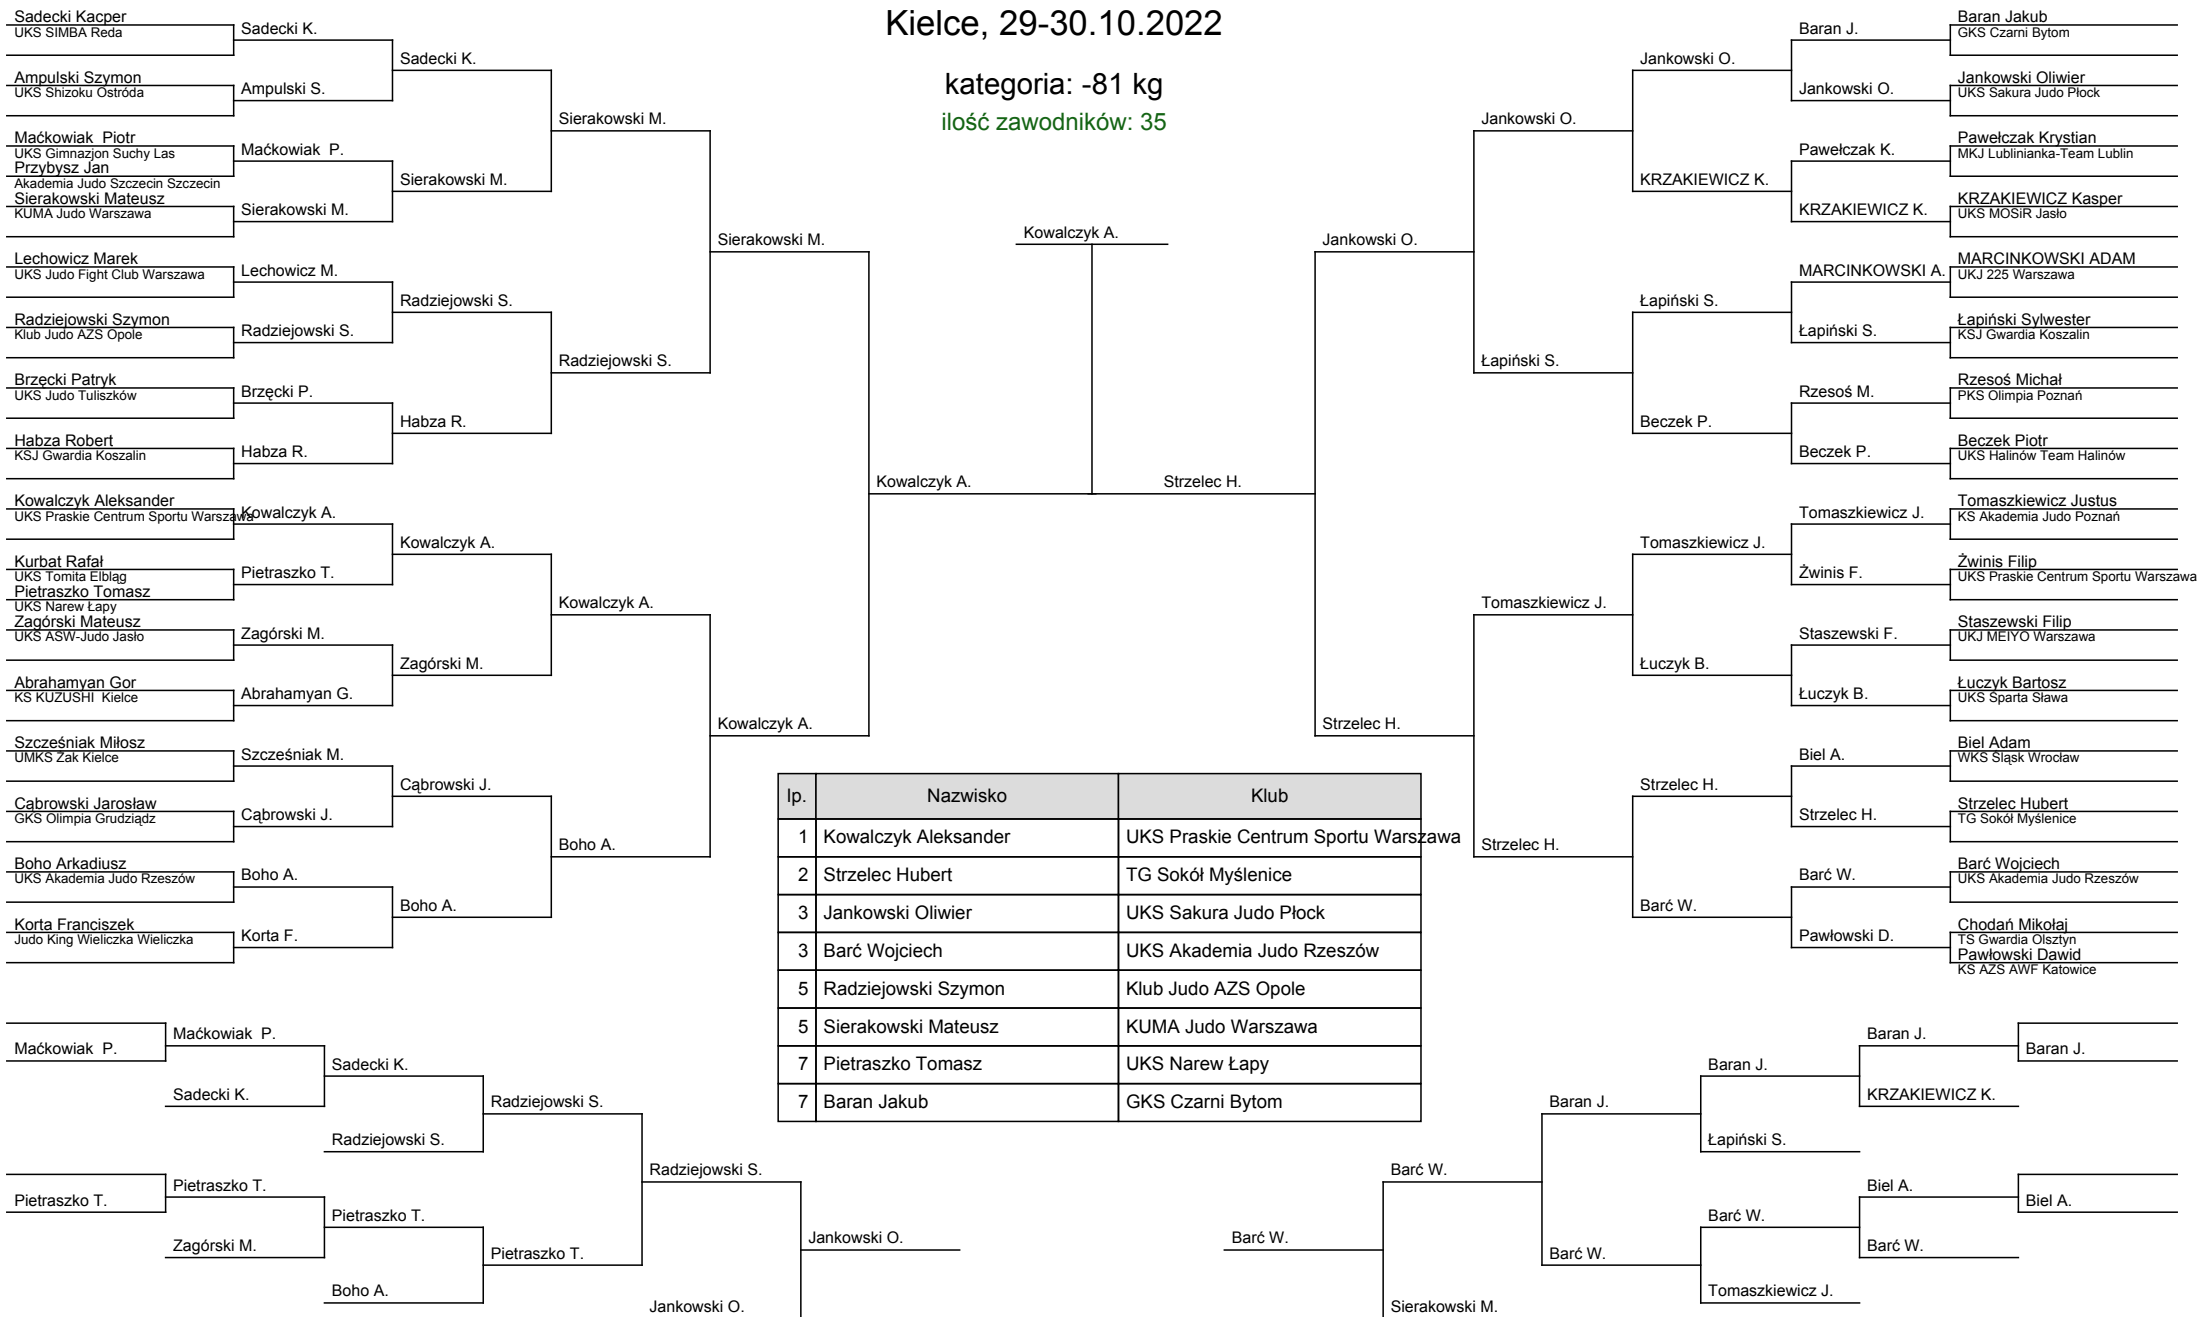 Kielce, 29-30.10.2022
kategoria: -81 kg
ilość zawodników: 35
Sadecki Kacper
UKS SIMBA Reda
Ampulski Szymon
UKS Shizoku Ostróda
Maćkowiak  Piotr
UKS Gimnazjon Suchy Las
Przybysz Jan
Akademia Judo Szczecin Szczecin
Sierakowski Mateusz
KUMA Judo Warszawa
Lechowicz Marek
UKS Judo Fight Club Warszawa
Radziejowski Szymon
Klub Judo AZS Opole
Brzęcki Patryk
UKS Judo Tuliszków
Habza Robert
KSJ Gwardia Koszalin
Kowalczyk Aleksander
UKS Praskie Centrum Sportu Warszawa
Kurbat Rafał
UKS Tomita Elbląg
Pietraszko Tomasz
UKS Narew Łapy
Zagórski Mateusz
UKS ASW-Judo Jasło
Abrahamyan Gor
KS KUZUSHI  Kielce
Szcześniak Miłosz
UMKS Żak Kielce
Cąbrowski Jarosław
GKS Olimpia Grudziądz
Boho Arkadiusz
UKS Akademia Judo Rzeszów
Korta Franciszek
Judo King Wieliczka Wieliczka
Sadecki K.
Ampulski S.
Maćkowiak  P.
Sierakowski M.
Lechowicz M.
Radziejowski S.
Brzęcki P.
Habza R.
Kowalczyk A.
Pietraszko T.
Zagórski M.
Abrahamyan G.
Szcześniak M.
Cąbrowski J.
Boho A.
Korta F.
Sadecki K.
Sierakowski M.
Radziejowski S.
Habza R.
Kowalczyk A.
Zagórski M.
Cąbrowski J.
Boho A.
Sierakowski M.
Radziejowski S.
Kowalczyk A.
Boho A.
Sierakowski M.
Kowalczyk A.
Kowalczyk A.
Kowalczyk A.
Strzelec H.
Jankowski O.
Strzelec H.
Jankowski O.
Łapiński S.
Tomaszkiewicz J.
Strzelec H.
Jankowski O.
KRZAKIEWICZ K.
Łapiński S.
Beczek P.
Tomaszkiewicz J.
Łuczyk B.
Strzelec H.
Barć W.
Baran J.
Jankowski O.
Pawełczak K.
KRZAKIEWICZ K.
MARCINKOWSKI A.
Łapiński S.
Rzesoś M.
Beczek P.
Tomaszkiewicz J.
Żwinis F.
Staszewski F.
Łuczyk B.
Biel A.
Strzelec H.
Barć W.
Pawłowski D.
Baran Jakub
GKS Czarni Bytom
Jankowski Oliwier
UKS Sakura Judo Płock
Pawełczak Krystian
MKJ Lublinianka-Team Lublin
KRZAKIEWICZ Kasper
UKS MOSiR Jasło
MARCINKOWSKI ADAM
UKJ 225 Warszawa
Łapiński Sylwester
KSJ Gwardia Koszalin
Rzesoś Michał
PKS Olimpia Poznań
Beczek Piotr
UKS Halinów Team Halinów
Tomaszkiewicz Justus
KS Akademia Judo Poznań
Żwinis Filip
UKS Praskie Centrum Sportu Warszawa
Staszewski Filip
UKJ MEIYO Warszawa
Łuczyk Bartosz
UKS Sparta Sława
Biel Adam
WKS Śląsk Wrocław
Strzelec Hubert
TG Sokół Myślenice
Barć Wojciech
UKS Akademia Judo Rzeszów
Chodań Mikołaj
TS Gwardia Olsztyn
Pawłowski Dawid
KS AZS AWF Katowice
lp. Nazwisko Klub
1 Kowalczyk Aleksander UKS Praskie Centrum Sportu Warszawa
2 Strzelec Hubert TG Sokół Myślenice
3 Jankowski Oliwier UKS Sakura Judo Płock
3 Barć Wojciech UKS Akademia Judo Rzeszów
5 Radziejowski Szymon Klub Judo AZS Opole
5 Sierakowski Mateusz KUMA Judo Warszawa
7 Pietraszko Tomasz UKS Narew Łapy
7 Baran Jakub GKS Czarni Bytom
Maćkowiak  P.
Pietraszko T.
Maćkowiak  P.
Sadecki K.
Pietraszko T.
Zagórski M.
Sadecki K.
Radziejowski S.
Pietraszko T.
Boho A.
Radziejowski S.
Pietraszko T.
Radziejowski S.
Jankowski O.
Jankowski O.
Barć W.
Barć W.
Sierakowski M.
Baran J.
Barć W.
Baran J.
Łapiński S.
Barć W.
Tomaszkiewicz J.
Baran J.
KRZAKIEWICZ K.
Biel A.
Barć W.
Baran J.
Biel A.